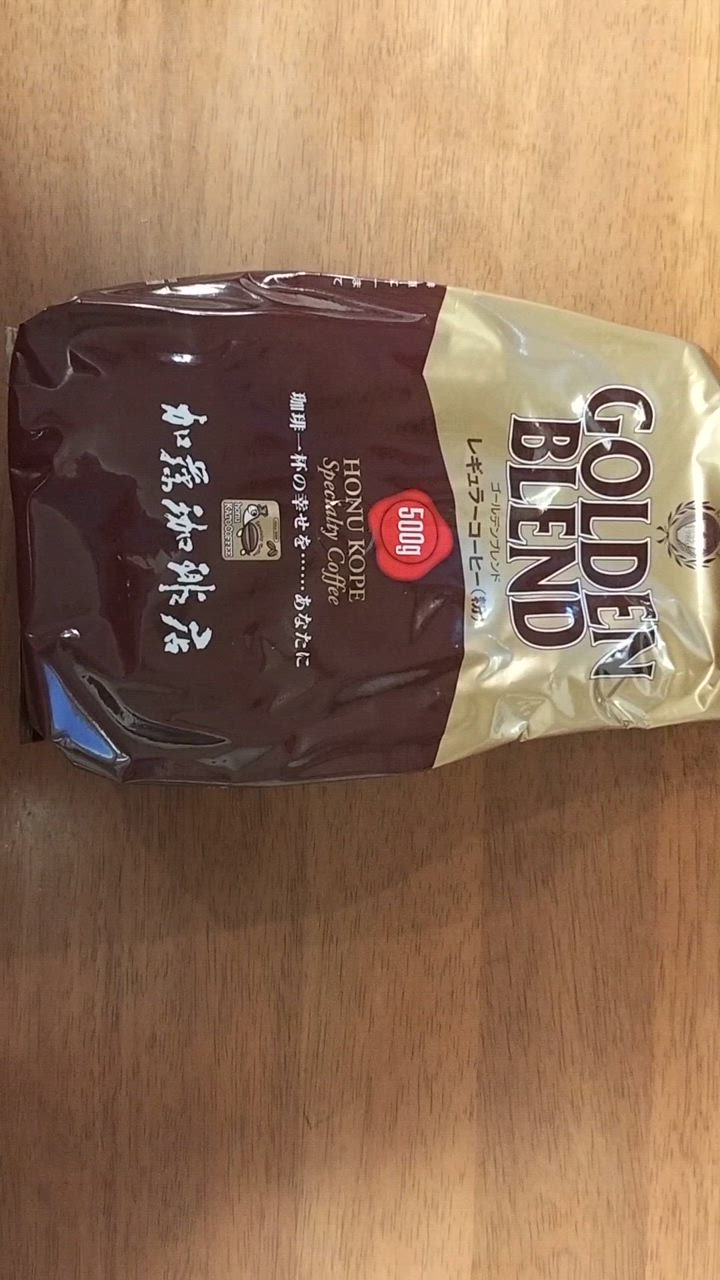 GOLDEN
BLEND
ゴールデンブレンド
レギュラーコーヒー(粉)
500g
HONU KOPE
Specialty Coffee
珈琲一杯の幸せを……あなたに
加藤珈琲店